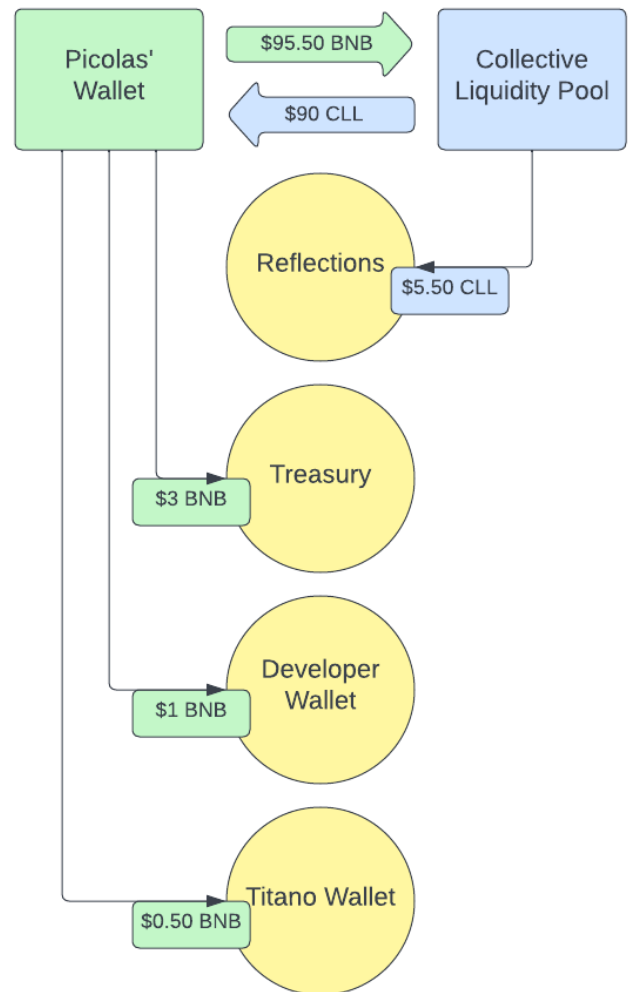 Picolas'
Wallet
$95.50 BNB
$90 CLL
Collective
Liquidity Pool
Reflections
$5.50 CLL
Treasury
$3 BNB
Developer
Wallet
$1 BNB
Titano Wallet
$0.50 BNB